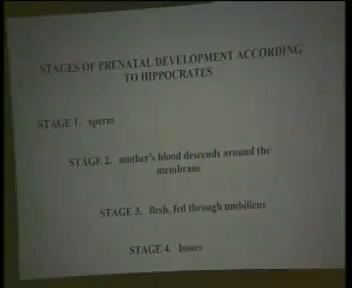 STAGES OF PRENATAL DEVELOPMENT ACCORDING
TO HIPPOCRATES
STAGE 1. sperm
STAGE 2. mother's blood descends around the
membrane
STAGE 3. flesh, fed through umbilicus
STAGE 4. bones